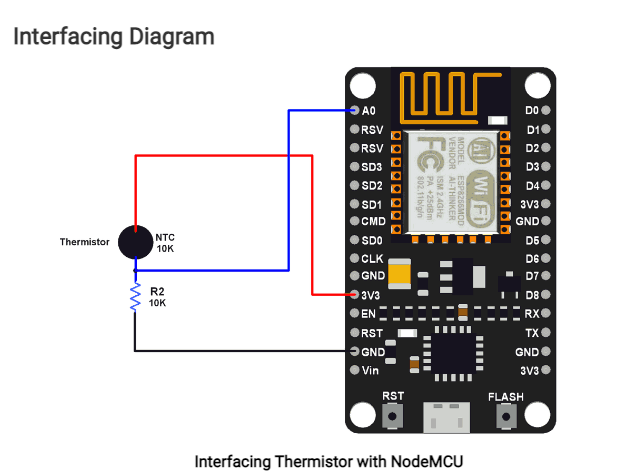 Interfacing Diagram
A0
RSV
RSV
SD3
SD2
SD1
CMD
SD0
CLK
GND
3V3
EN
RST
GND
Vin
D0
D1
D2
D3
D4
3V3
GND
D5
D6
D7
D8
RX
TX
GND
3V3
MODEL
VENDOR
ESP8266MOD
AI-THINKER
ISM 2.4GHz
PA +25dBm
802.11b/g/n
FC
Ai
Wi Fi
Thermistor
NTC
10K
R2
10K
RST
FLASH
Interfacing Thermistor with NodeMCU